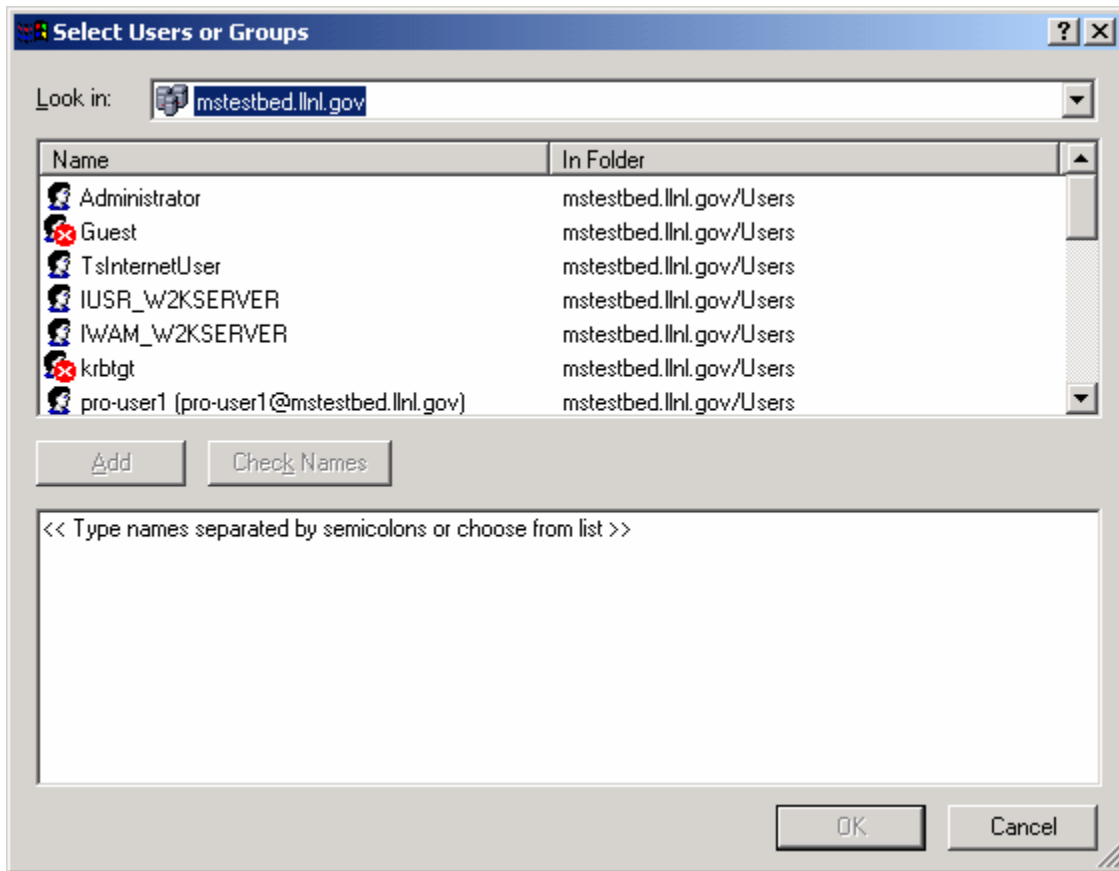 Select Users or Groups
Look in: mstestbed.llnl.gov
Name In Folder
Administrator mstestbed.llnl.gov/Users
Guest mstestbed.llnl.gov/Users
TsInternetUser mstestbed.llnl.gov/Users
IUSR_W2KSERVER mstestbed.llnl.gov/Users
IWAM_W2KSERVER mstestbed.llnl.gov/Users
krbtgt mstestbed.llnl.gov/Users
pro-user1 (pro-user1@mstestbed.llnl.gov) mstestbed.llnl.gov/Users
Add Check Names
<< Type names separated by semicolons or choose from list >>
OK Cancel